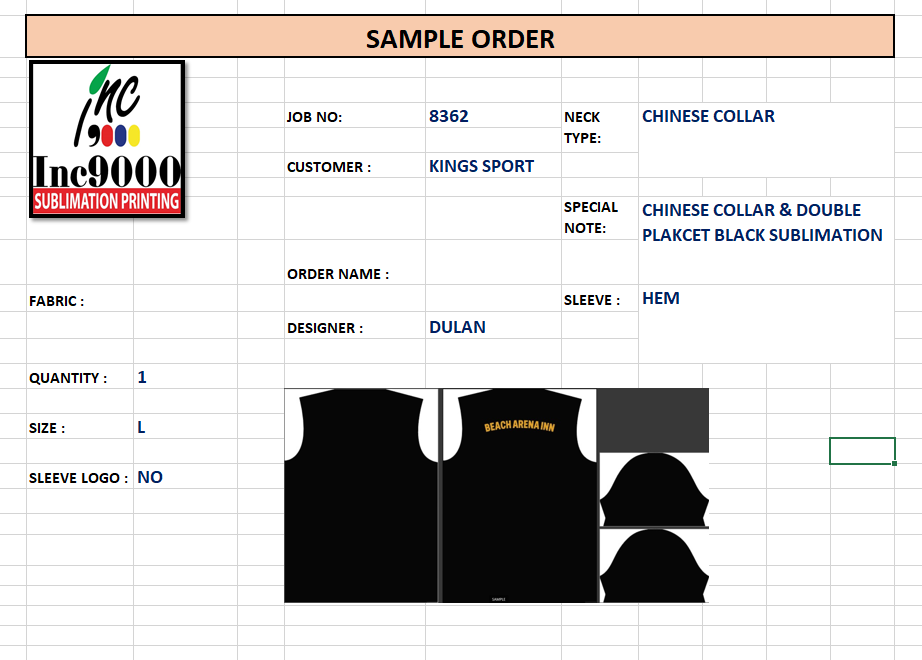 SAMPLE ORDER
inc
9000
Inc9000
SUBLIMATION PRINTING
JOB NO: 8362 NECK TYPE: CHINESE COLLAR
CUSTOMER : KINGS SPORT
SPECIAL NOTE: CHINESE COLLAR & DOUBLE
PLAKCET BLACK SUBLIMATION
ORDER NAME :
FABRIC : SLEEVE : HEM
DESIGNER : DULAN
QUANTITY : 1
SIZE : L
SLEEVE LOGO : NO
BEACH ARENA INN
SAMPLE